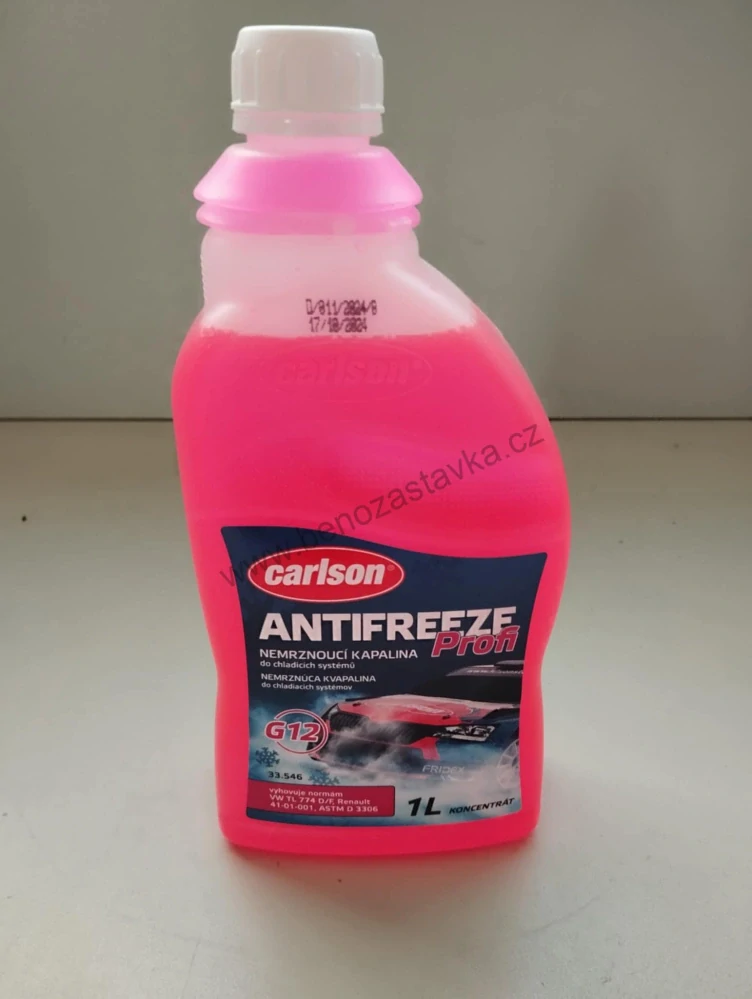 D/011/2024/8
17/10/2024
carlson®
www.benozastavka.cz
carlson®
ANTIFREEZE
Profi
NEMRZNOUCÍ KAPALINA
do chladicích systémů
NEMRZNÚCA KVAPALINA
do chladiacich systémov
G12
FRIDEX
33.546
vyhovuje normám
VW TL 774 D/F, Renault
41-01-001, ASTM D 3306
1L KONCENTRÁT